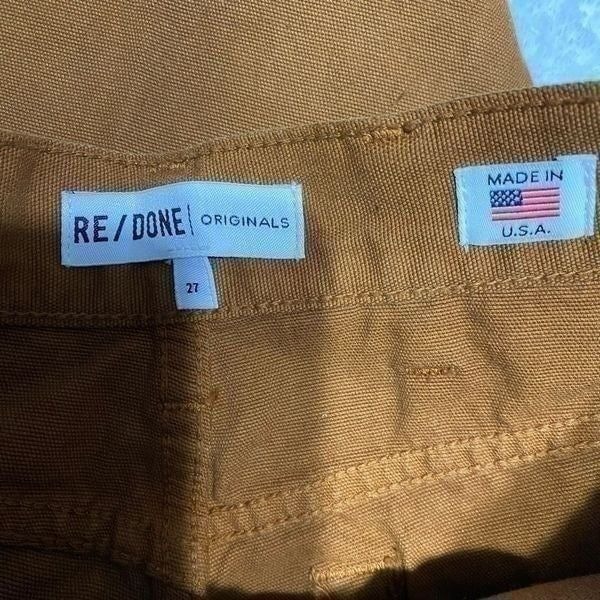 RE/DONE| ORIGINALS
27
MADE IN
U.S.A.